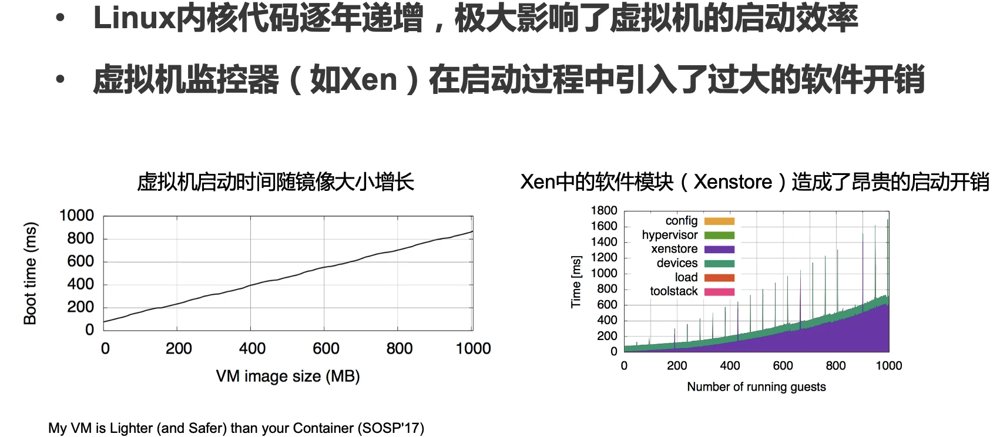 • Linux内核代码逐年递增，极大影响了虚拟机的启动效率
• 虚拟机监控器（如Xen）在启动过程中引入了过大的软件开销
虚拟机启动时间随镜像大小增长
1000
800
600
400
200
0
Boot time (ms)
0 200 400 600 800 1000
VM image size (MB)
Xen中的软件模块（Xenstore）造成了昂贵的启动开销
1800
1600
1400
1200
1000
800
600
400
200
0
Time [ms]
config
hypervisor
xenstore
devices
load
toolstack
0 200 400 600 800 1000
Number of running guests
My VM is Lighter (and Safer) than your Container (SOSP'17)